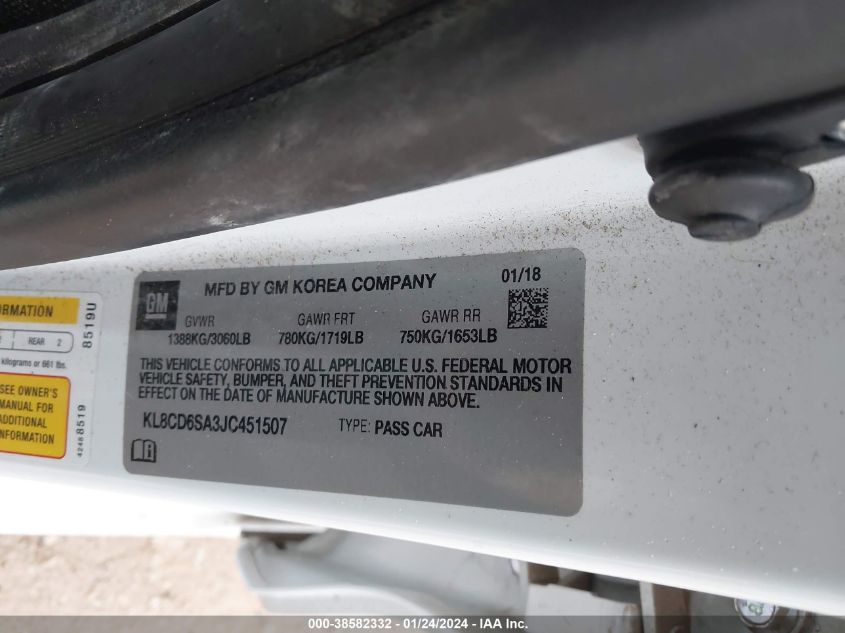 GM
MFD BY GM KOREA COMPANY 01/18
GVWR GAWR FRT GAWR RR
1388KG/3060LB 780KG/1719LB 750KG/1653LB
THIS VEHICLE CONFORMS TO ALL APPLICABLE U.S. FEDERAL MOTOR
VEHICLE SAFETY, BUMPER, AND THEFT PREVENTION STANDARDS IN
EFFECT ON THE DATE OF MANUFACTURE SHOWN ABOVE.
KL8CD6SA3JC451507 TYPE: PASS CAR
REAR 2
kilograms or 661 lbs.
SEE OWNER'S
MANUAL FOR
ADDITIONAL
8519U
4248 8519
000-38582332 - 01/24/2024 - IAA Inc.